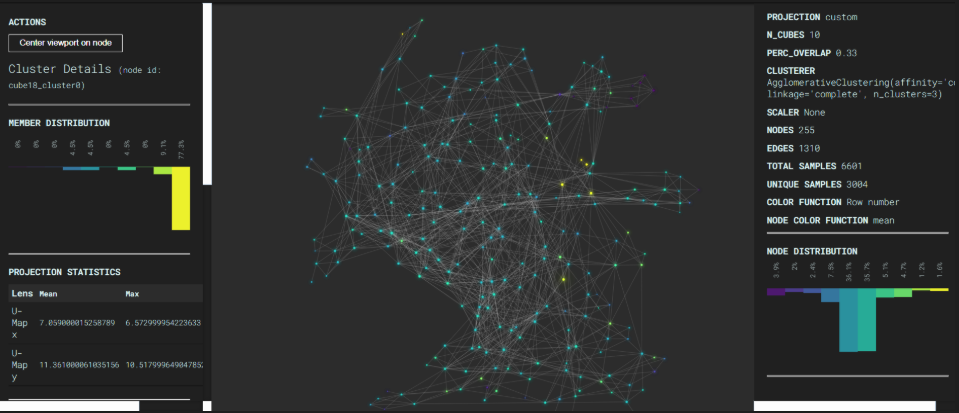 ACTIONS
Center viewport on node
Cluster Details (node id:
cube18_cluster0)
MEMBER DISTRIBUTION
0% 0% 0% 4.5% 4.5% 0% 4.5% 0% 9.1% 77.3%
PROJECTION STATISTICS
Lens Mean Max
U-
Map
x
7.059000015258789 6.572999954223633
U-
Map
y
11.361000061035156 10.517999649047852
PROJECTION custom
N_CUBES 10
PERC_OVERLAP 0.33
CLUSTERER
AgglomerativeClustering(affinity='co
linkage='complete', n_clusters=3)
SCALER None
NODES 255
EDGES 1310
TOTAL SAMPLES 6601
UNIQUE SAMPLES 3004
COLOR FUNCTION Row number
NODE COLOR FUNCTION mean
NODE DISTRIBUTION
3.9% 2% 2.4% 7.5% 36.1% 35.7% 5.1% 4.7% 1.2% 1.6%